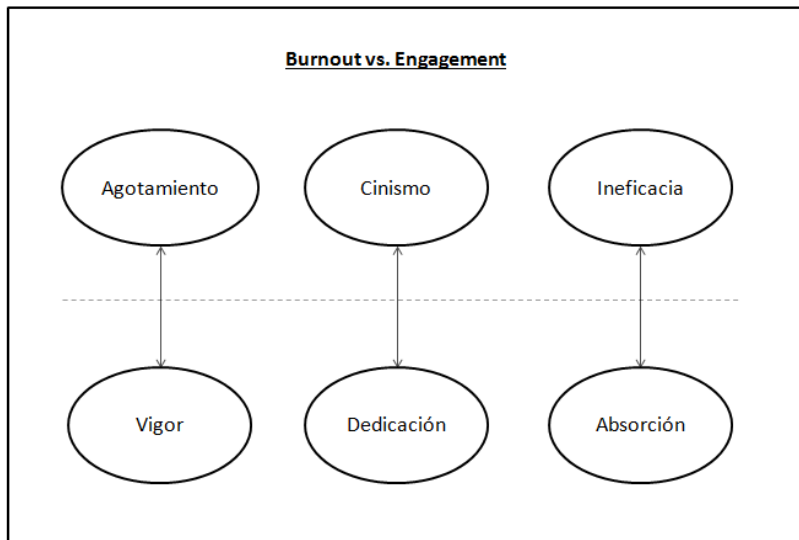 Burnout vs. Engagement
Agotamiento
Cinismo
Ineficacia
Vigor
Dedicación
Absorción